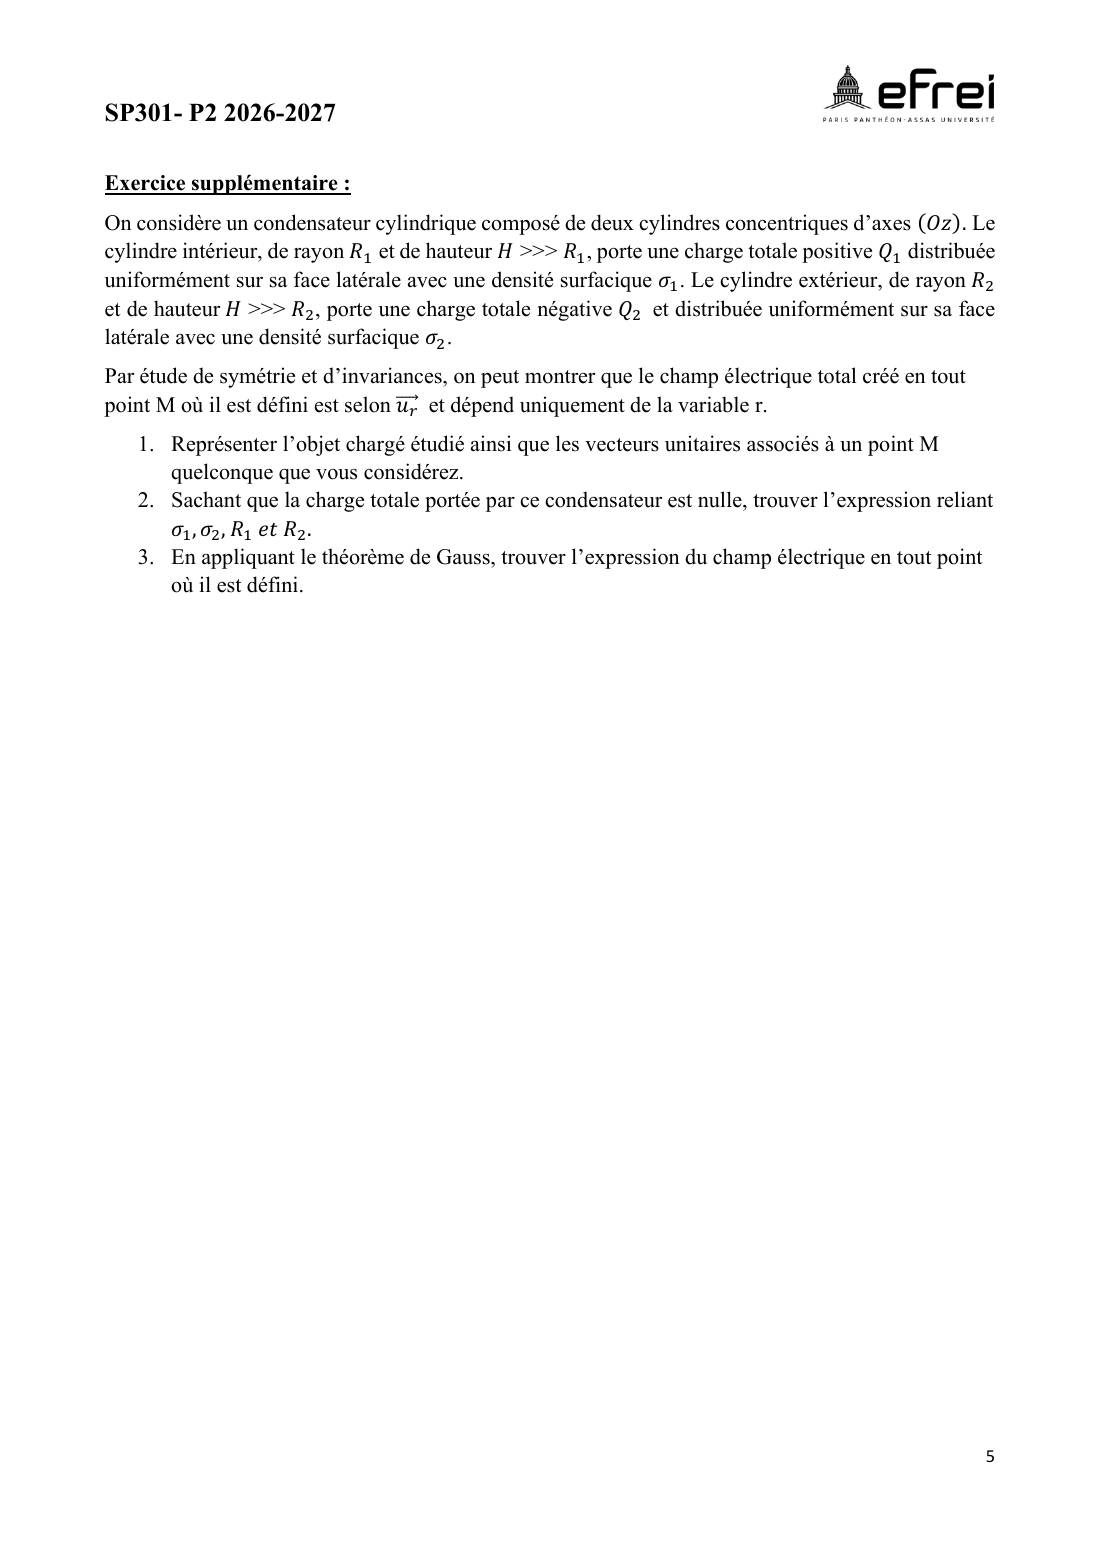 SP301- P2 2026-2027
efrei
PARIS PANTHÉON-ASSAS UNIVERSITÉ
Exercice supplémentaire :
On considère un condensateur cylindrique composé de deux cylindres concentriques d’axes (Oz). Le
cylindre intérieur, de rayon R₁ et de hauteur H >>> R₁, porte une charge totale positive Q₁ distribuée
uniformément sur sa face latérale avec une densité surfacique σ₁. Le cylindre extérieur, de rayon R₂
et de hauteur H >>> R₂, porte une charge totale négative Q₂ et distribuée uniformément sur sa face
latérale avec une densité surfacique σ₂.
Par étude de symétrie et d’invariances, on peut montrer que le champ électrique total créé en tout
point M où il est défini est selon u⃗ᵣ et dépend uniquement de la variable r.
1. Représenter l’objet chargé étudié ainsi que les vecteurs unitaires associés à un point M
quelconque que vous considérez.
2. Sachant que la charge totale portée par ce condensateur est nulle, trouver l’expression reliant
σ₁, σ₂, R₁ et R₂.
3. En appliquant le théorème de Gauss, trouver l’expression du champ électrique en tout point
où il est défini.
5